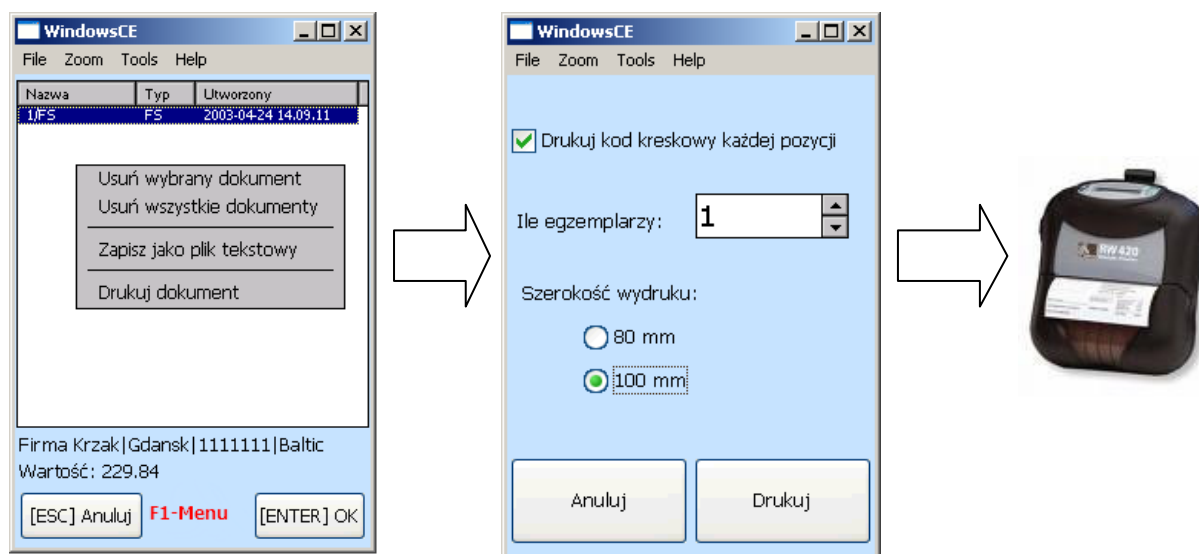 WindowsCE
File Zoom Tools Help
Nazwa Typ Utworzony
1/FS FS 2003-04-24 14.09.11
Usuń wybrany dokument
Usuń wszystkie dokumenty
Zapisz jako plik tekstowy
Drukuj dokument
Firma Krzak|Gdansk|1111111|Baltic
Wartość: 229.84
[ESC] Anuluj F1-Menu [ENTER] OK
WindowsCE
File Zoom Tools Help
Drukuj kod kreskowy każdej pozycji
Ile egzemplarzy: 1
Szerokość wydruku:
80 mm
100 mm
Anuluj Drukuj
RW 420